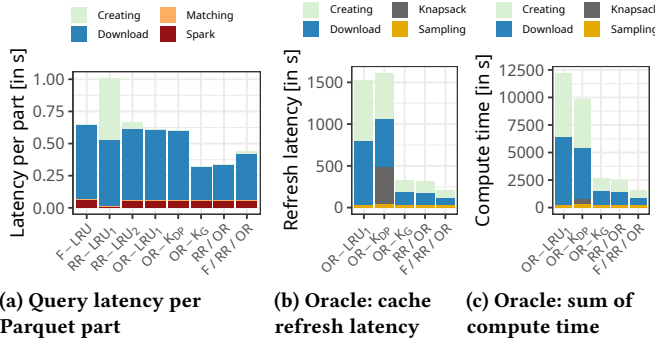 Creating Matching
Download Spark
Latency per part [in s]
1.00
0.75
0.50
0.25
0.00
F – LRU
RR – LRU1
RR – LRU2
OR – LRU1
OR – KDP
OR – KG
RR / OR
F / RR / OR
(a) Query latency per
Parquet part
Creating Knapsack
Download Sampling
Refresh latency [in s]
1500
1000
500
0
OR – LRU1
OR – KDP
OR – KG
RR / OR
F / RR / OR
(b) Oracle: cache
refresh latency
Creating Knapsack
Download Sampling
Compute time [in s]
12500
10000
7500
5000
2500
0
OR – LRU1
OR – KDP
OR – KG
RR / OR
F / RR / OR
(c) Oracle: sum of
compute time